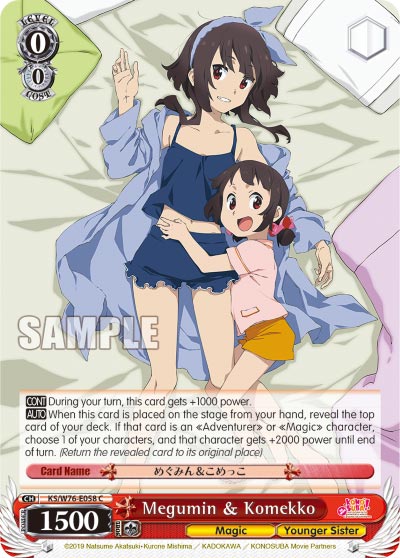 LEVEL
0
0
COST
SAMPLE
CONT During your turn, this card gets +1000 power.
AUTO When this card is placed on the stage from your hand, reveal the top
card of your deck. If that card is an «Adventurer» or «Magic» character,
choose 1 of your characters, and that character gets +2000 power until end
of turn. (Return the revealed card to its original place)
Card Name めぐみん&こめっこ
CH KS/W76-E058 C
POWER 1500 Megumin & Komekko
Magic Younger Sister
©2019 Natsume Akatsuki・Kurone Mishima / KADOKAWA / KONOSUBA Movie Partners